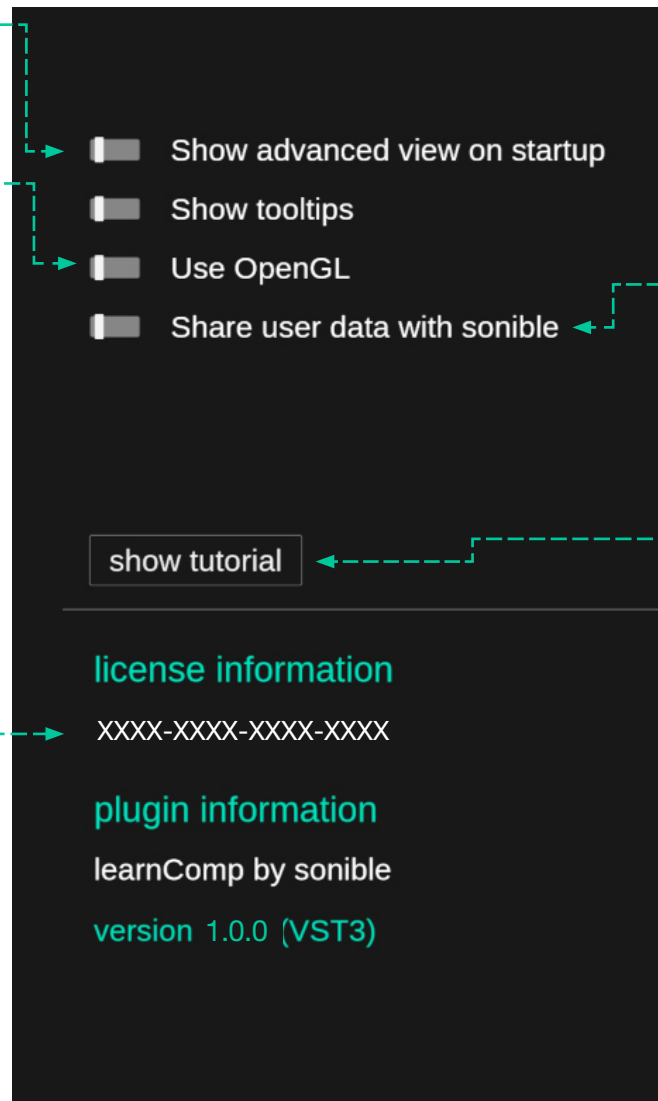 Show advanced view on startup
Show tooltips
Use OpenGL
Share user data with sonible
show tutorial
license information
XXXX-XXXX-XXXX-XXXX
plugin information
learnComp by sonible
version 1.0.0 (VST3)